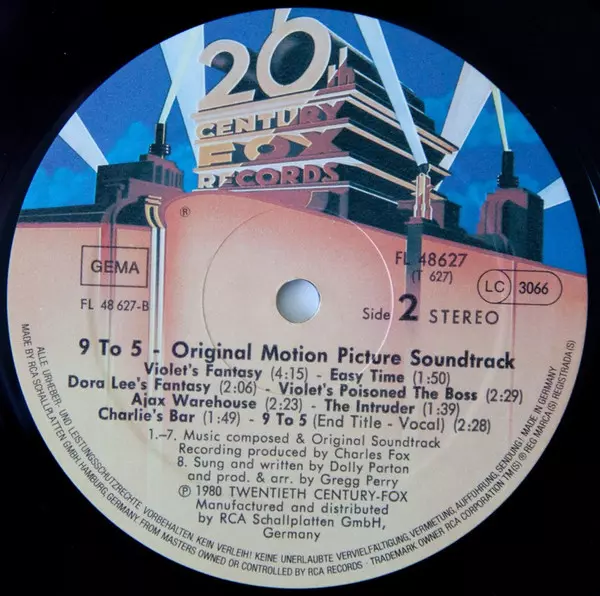 20th
CENTURY
FOX
RECORDS
®
GEMA
FL 48627
(T 627)
LC 3066
FL 48 627-B
Side 2 STEREO
9 To 5 - Original Motion Picture Soundtrack
Violet's Fantasy (4:15) - Easy Time (1:50)
Dora Lee's Fantasy (2:06) - Violet's Poisoned The Boss (2:29)
Ajax Warehouse (2:23) - The Intruder (1:39)
Charlie's Bar (1:49) - 9 To 5 (End Title - Vocal) (2:28)
1.–7. Music composed & Original Soundtrack
Recording produced by Charles Fox
8. Sung and written by Dolly Parton
and prod. & arr. by Gregg Perry
Ⓟ 1980 TWENTIETH CENTURY-FOX
Manufactured and distributed
by RCA Schallplatten GmbH,
Germany
ALLE URHEBER- UND LEISTUNGSSCHUTZRECHTE VORBEHALTEN. KEIN VERLEIH! KEINE UNERLAUBTE VERVIELFÄLTIGUNG, VERMIETUNG, AUFFÜHRUNG, SENDUNG! MADE IN GERMANY
MADE BY RCA SCHALLPLATTEN GMBH, HAMBURG, GERMANY. FROM MASTERS OWNED OR CONTROLLED BY RCA RECORDS · TRADEMARK OWNER RCA CORPORATION TM(S) ® REG MARCA(S) REGISTRADA(S)